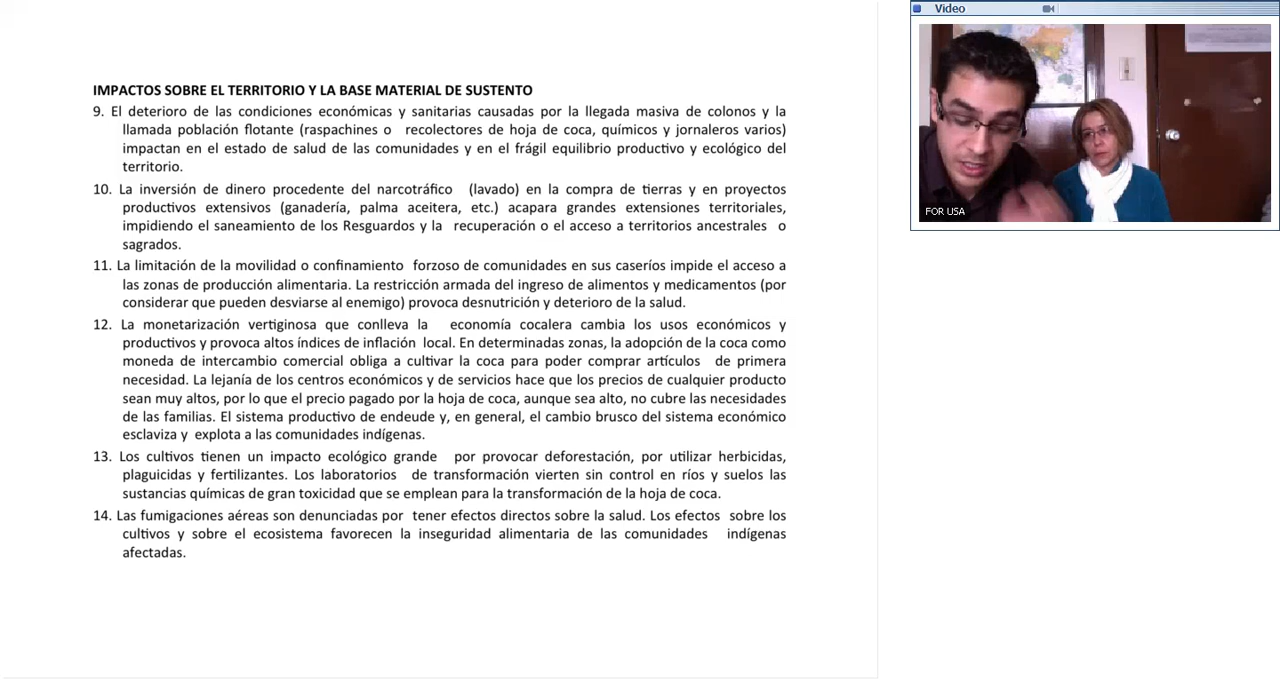 IMPACTOS SOBRE EL TERRITORIO Y LA BASE MATERIAL DE SUSTENTO
9. El deterioro de las condiciones económicas y sanitarias causadas por la llegada masiva de colonos y la
llamada población flotante (raspachines o recolectores de hoja de coca, químicos y jornaleros varios)
impactan en el estado de salud de las comunidades y en el frágil equilibrio productivo y ecológico del
territorio.
10. La inversión de dinero procedente del narcotráfico (lavado) en la compra de tierras y en proyectos
productivos extensivos (ganadería, palma aceitera, etc.) acapara grandes extensiones territoriales,
impidiendo el saneamiento de los Resguardos y la recuperación o el acceso a territorios ancestrales o
sagrados.
11. La limitación de la movilidad o confinamiento forzoso de comunidades en sus caseríos impide el acceso a
las zonas de producción alimentaria. La restricción armada del ingreso de alimentos y medicamentos (por
considerar que pueden desviarse al enemigo) provoca desnutrición y deterioro de la salud.
12. La monetarización vertiginosa que conlleva la economía cocalera cambia los usos económicos y
productivos y provoca altos índices de inflación local. En determinadas zonas, la adopción de la coca como
moneda de intercambio comercial obliga a cultivar la coca para poder comprar artículos de primera
necesidad. La lejanía de los centros económicos y de servicios hace que los precios de cualquier producto
sean muy altos, por lo que el precio pagado por la hoja de coca, aunque sea alto, no cubre las necesidades
de las familias. El sistema productivo de endeude y, en general, el cambio brusco del sistema económico
esclaviza y explota a las comunidades indígenas.
13. Los cultivos tienen un impacto ecológico grande por provocar deforestación, por utilizar herbicidas,
plaguicidas y fertilizantes. Los laboratorios de transformación vierten sin control en ríos y suelos las
sustancias químicas de gran toxicidad que se emplean para la transformación de la hoja de coca.
14. Las fumigaciones aéreas son denunciadas por tener efectos directos sobre la salud. Los efectos sobre los
cultivos y sobre el ecosistema favorecen la inseguridad alimentaria de las comunidades indígenas
afectadas.
Video
FOR USA